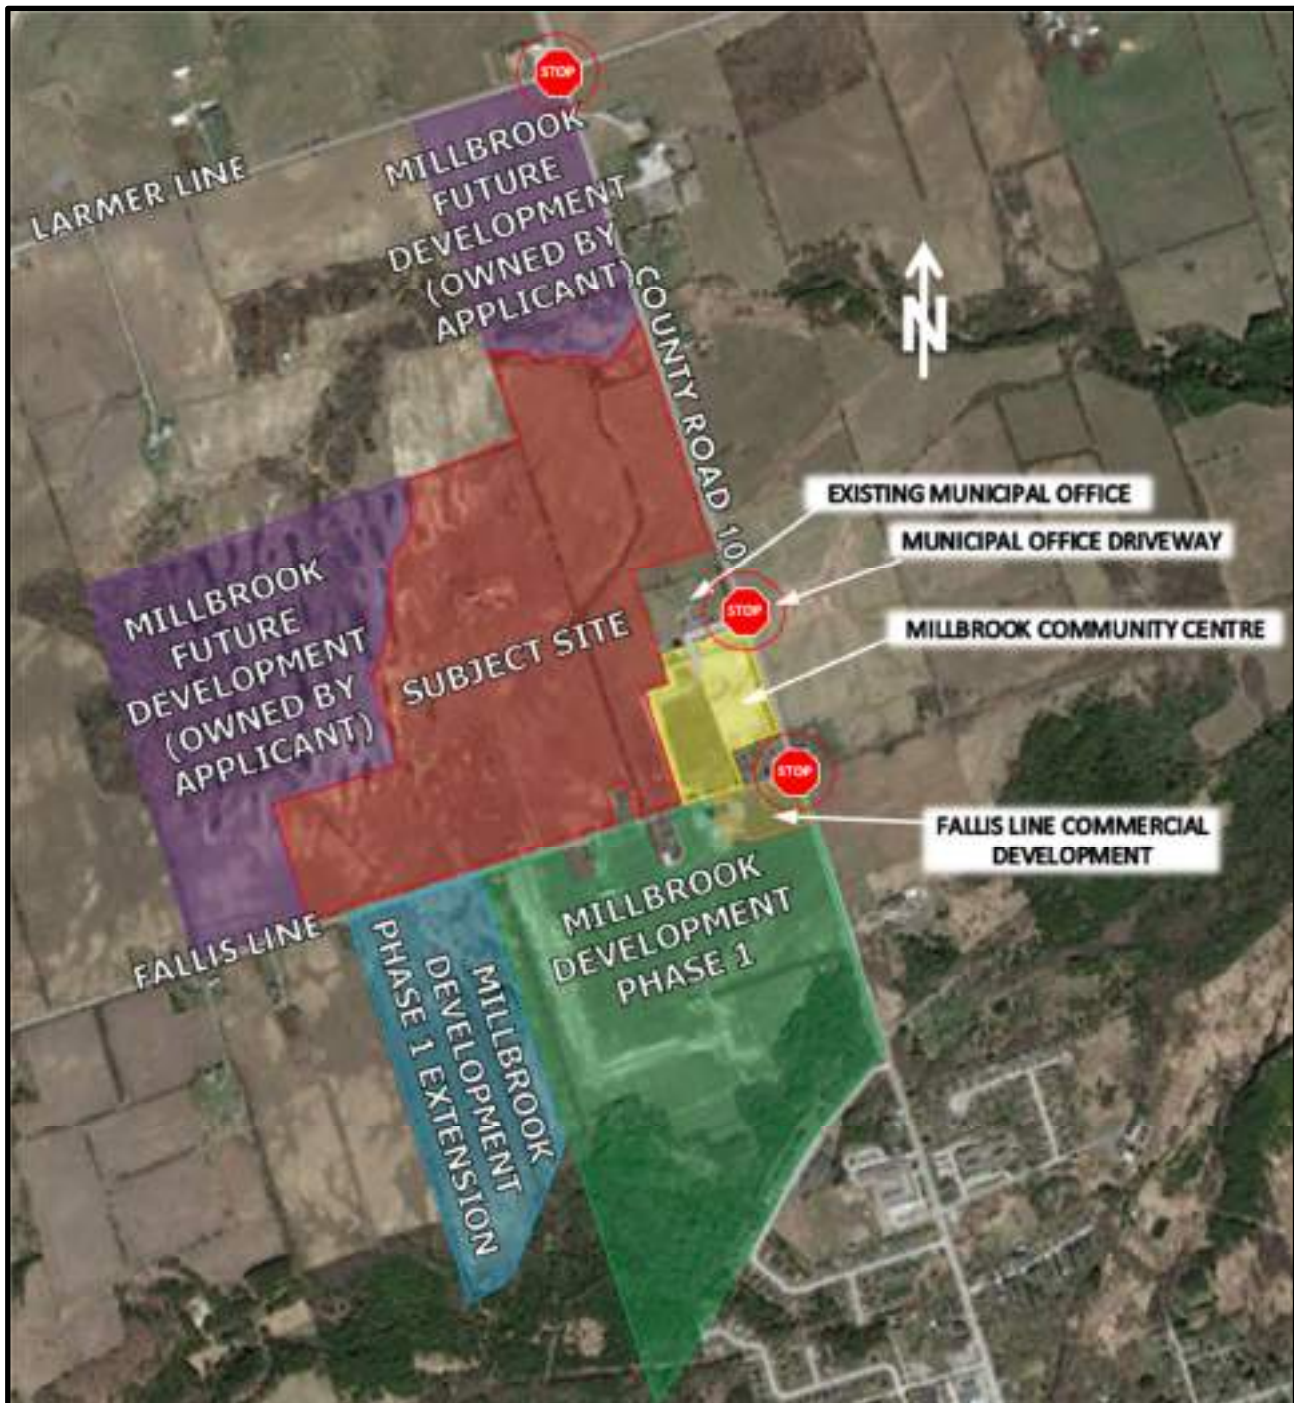 STOP
MILLBROOK
FUTURE
DEVELOPMENT
(OWNED BY
APPLICANT)
LARMER LINE
COUNTY ROAD 10
N
EXISTING MUNICIPAL OFFICE
MUNICIPAL OFFICE DRIVEWAY
STOP
MILLBROOK COMMUNITY CENTRE
MILLBROOK
FUTURE
DEVELOPMENT
(OWNED BY
APPLICANT)
SUBJECT SITE
STOP
FALLIS LINE COMMERCIAL
DEVELOPMENT
FALLIS LINE
MILLBROOK
DEVELOPMENT
PHASE 1
MILLBROOK
DEVELOPMENT
PHASE 1 EXTENSION